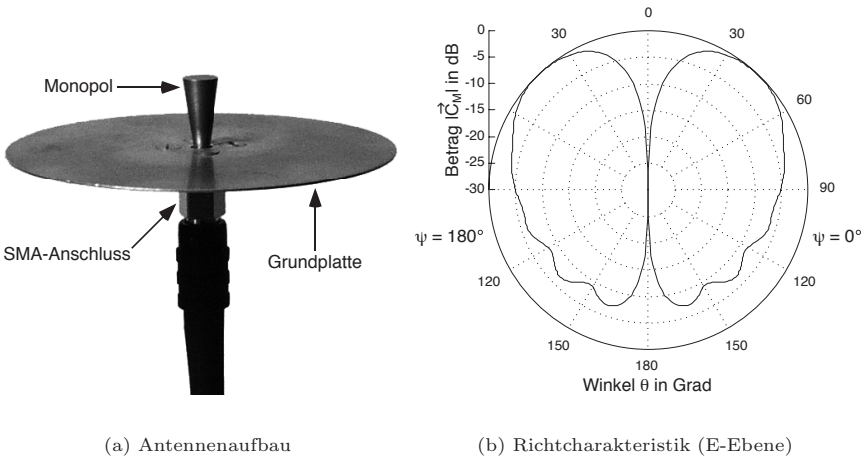 Monopol
SMA-Anschluss
Grundplatte
(a) Antennenaufbau
0
-5
-10
-15
-20
-25
-30
Betrag |C⃗_M| in dB
0
30
30
60
90
120
120
150
150
180
ψ = 180°
ψ = 0°
Winkel θ in Grad
(b) Richtcharakteristik (E-Ebene)